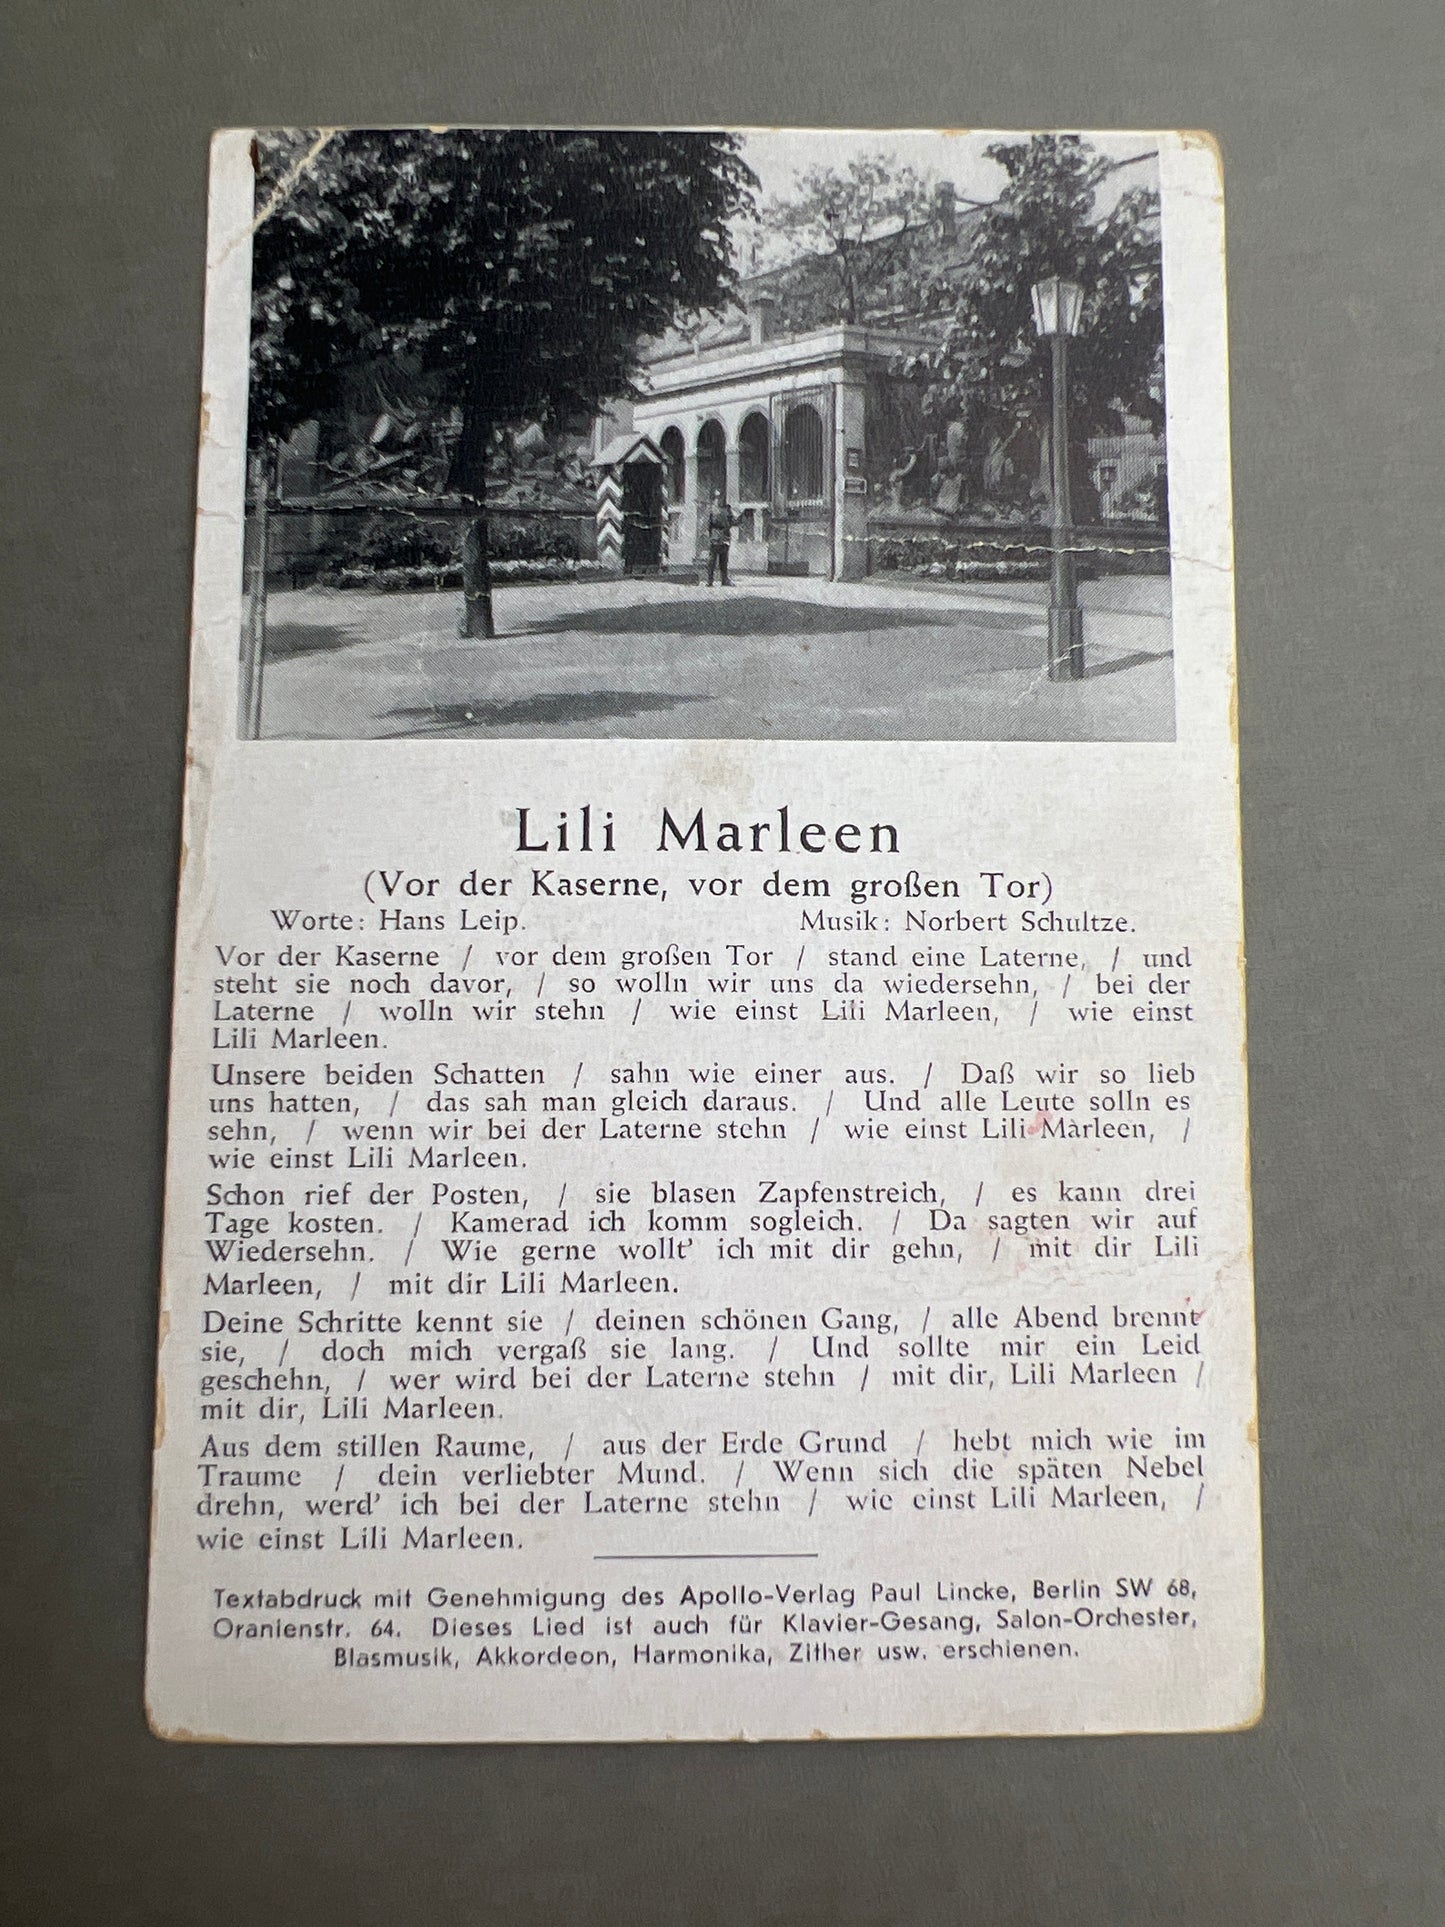 Lili Marleen
(Vor der Kaserne, vor dem großen Tor)
Worte: Hans Leip. Musik: Norbert Schultze.
Vor der Kaserne / vor dem großen Tor / stand eine Laterne, / und
steht sie noch davor, / so wolln wir uns da wiedersehn, / bei der
Laterne / wolln wir stehn / wie einst Lili Marleen, / wie einst
Lili Marleen.
Unsere beiden Schatten / sahn wie einer aus. / Daß wir so lieb
uns hatten, / das sah man gleich daraus. / Und alle Leute solln es
sehn, / wenn wir bei der Laterne stehn / wie einst Lili Marleen, /
wie einst Lili Marleen.
Schon rief der Posten, / sie blasen Zapfenstreich, / es kann drei
Tage kosten. / Kamerad ich komm sogleich. / Da sagten wir auf
Wiedersehn. / Wie gerne wollt' ich mit dir gehn, / mit dir Lili
Marleen, / mit dir Lili Marleen.
Deine Schritte kennt sie / deinen schönen Gang, / alle Abend brennt
sie, / doch mich vergaß sie lang. / Und sollte mir ein Leid
geschehn, / wer wird bei der Laterne stehn / mit dir, Lili Marleen /
mit dir, Lili Marleen.
Aus dem stillen Raume, / aus der Erde Grund / hebt mich wie im
Traume / dein verliebter Mund. / Wenn sich die späten Nebel
drehn, werd' ich bei der Laterne stehn / wie einst Lili Marleen, /
wie einst Lili Marleen.
Textabdruck mit Genehmigung des Apollo-Verlag Paul Lincke, Berlin SW 68,
Oranienstr. 64. Dieses Lied ist auch für Klavier-Gesang, Salon-Orchester,
Blasmusik, Akkordeon, Harmonika, Zither usw. erschienen.